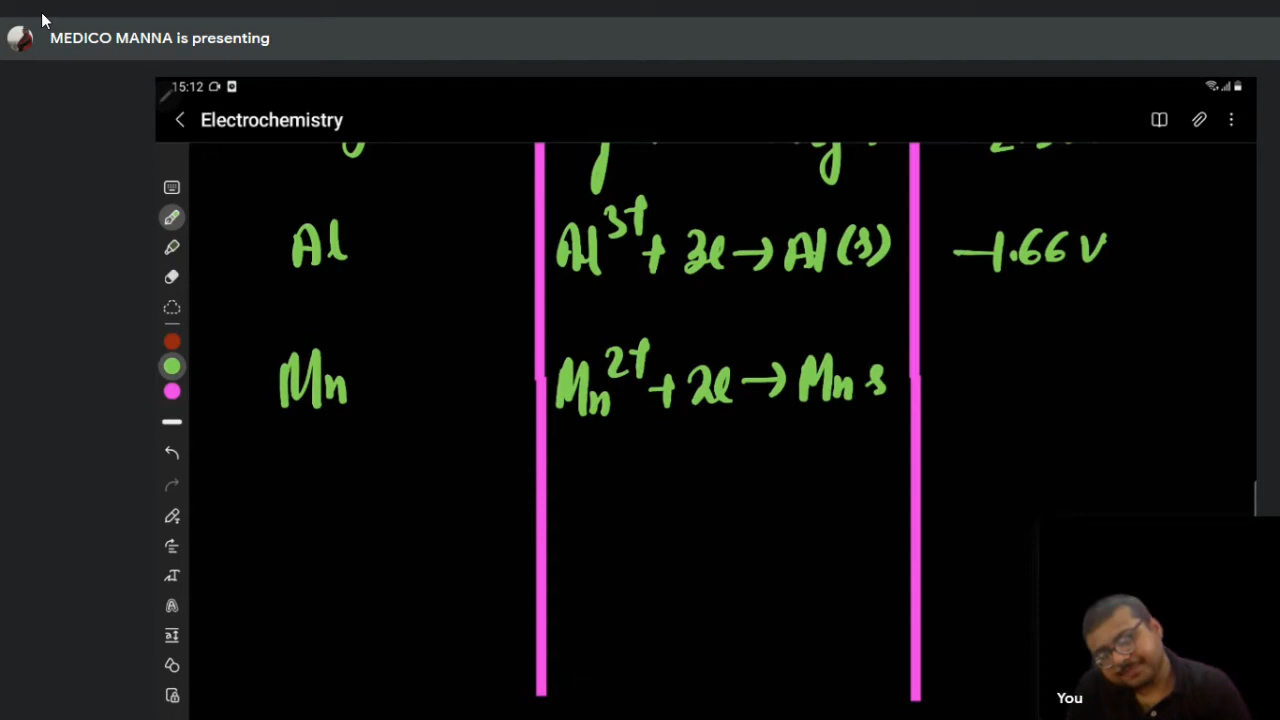 MEDICO MANNA is presenting
15:12
Electrochemistry
Al Al³⁺ + 3e → Al (s) -1.66 V
Mn Mn²⁺ + 2e → Mn s
You